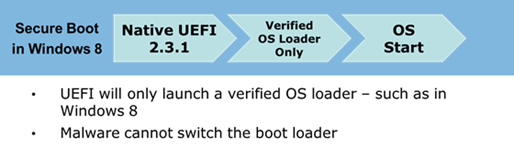 Secure Boot
in Windows 8
Native UEFI
2.3.1
Verified
OS Loader
Only
OS
Start
• UEFI will only launch a verified OS loader – such as in
Windows 8
• Malware cannot switch the boot loader